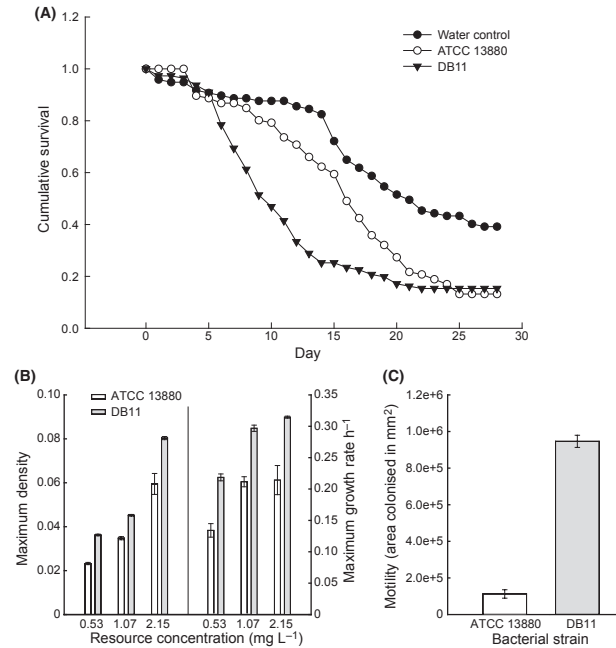 (A)
Water control
ATCC 13880
DB11
Cumulative survival
1.0
0.8
0.6
0.4
0.2
0.0
0 5 10 15 20 25 30
Day
(B)
ATCC 13880
DB11
Maximum density
0.10
0.08
0.06
0.04
0.02
0.00
0.35
0.30
0.25
0.20
0.15
0.10
0.05
0.00
Maximum growth rate h⁻¹
0.53 1.07 2.15 0.53 1.07 2.15
Resource concentration (mg L⁻¹)
(C)
Motility (area colonised in mm²)
1.2e+6
1.0e+6
8.0e+5
6.0e+5
4.0e+5
2.0e+5
0.0
ATCC 13880 DB11
Bacterial strain